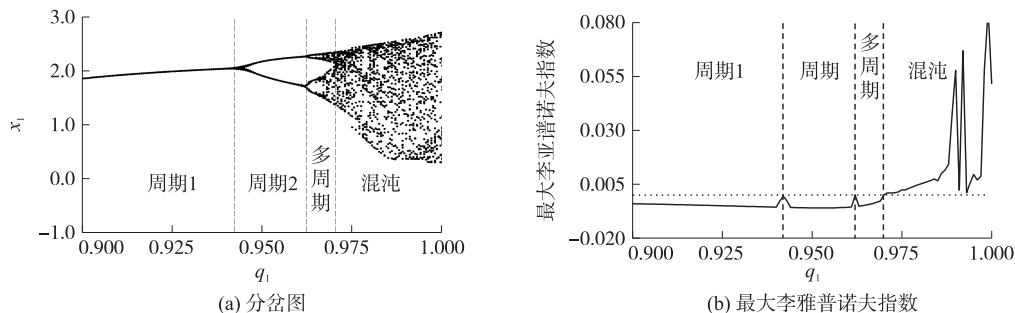 3.0
2.0
1.0
0.0
−1.0
x₁
周期1
周期2
多周期
混沌
0.900
0.925
0.950
0.975
1.000
q₁
(a) 分岔图
0.080
0.055
0.030
0.005
−0.020
最大李亚谱诺夫指数
周期1
周期
多周期
混沌
0.900
0.925
0.950
0.975
1.000
q₁
(b) 最大李雅普诺夫指数